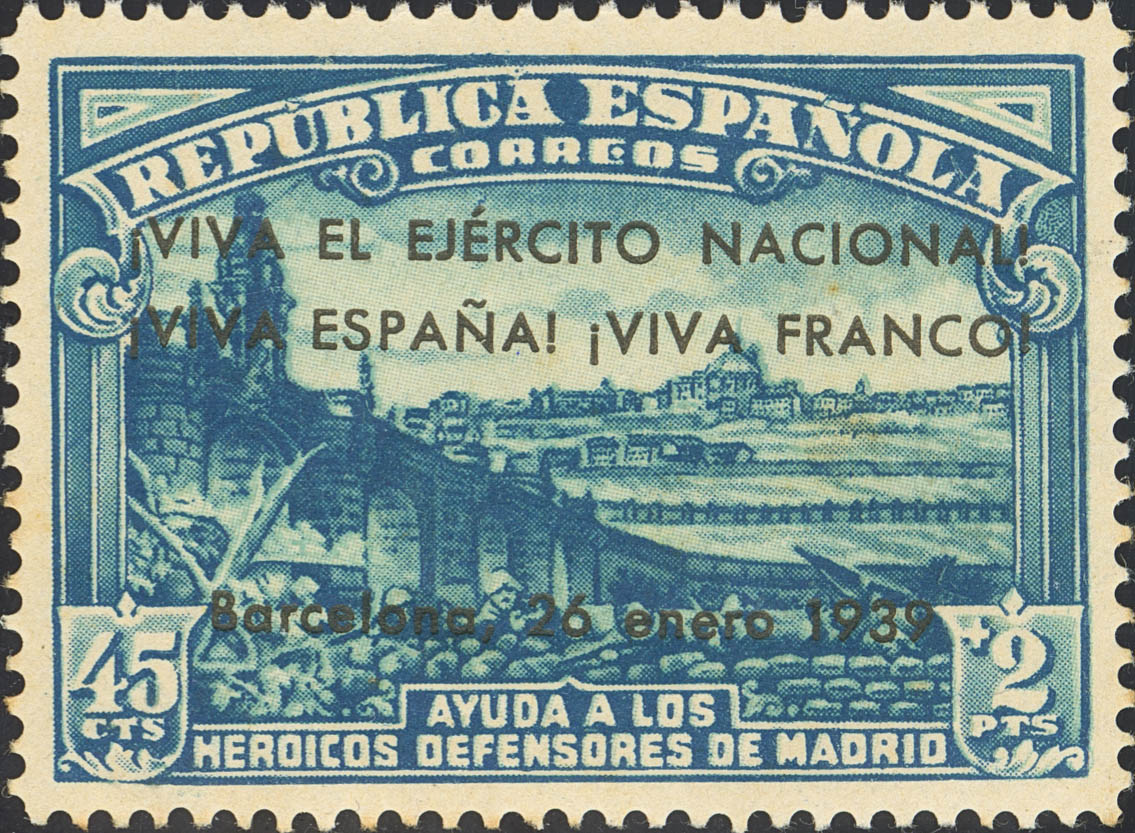 REPÚBLICA ESPAÑOLA
CORREOS
¡VIVA EL EJÉRCITO NACIONAL!
¡VIVA ESPAÑA! ¡VIVA FRANCO!
Barcelona, 26 enero 1939
45
CTS
+2
PTS
AYUDA A LOS
HEROICOS DEFENSORES DE MADRID